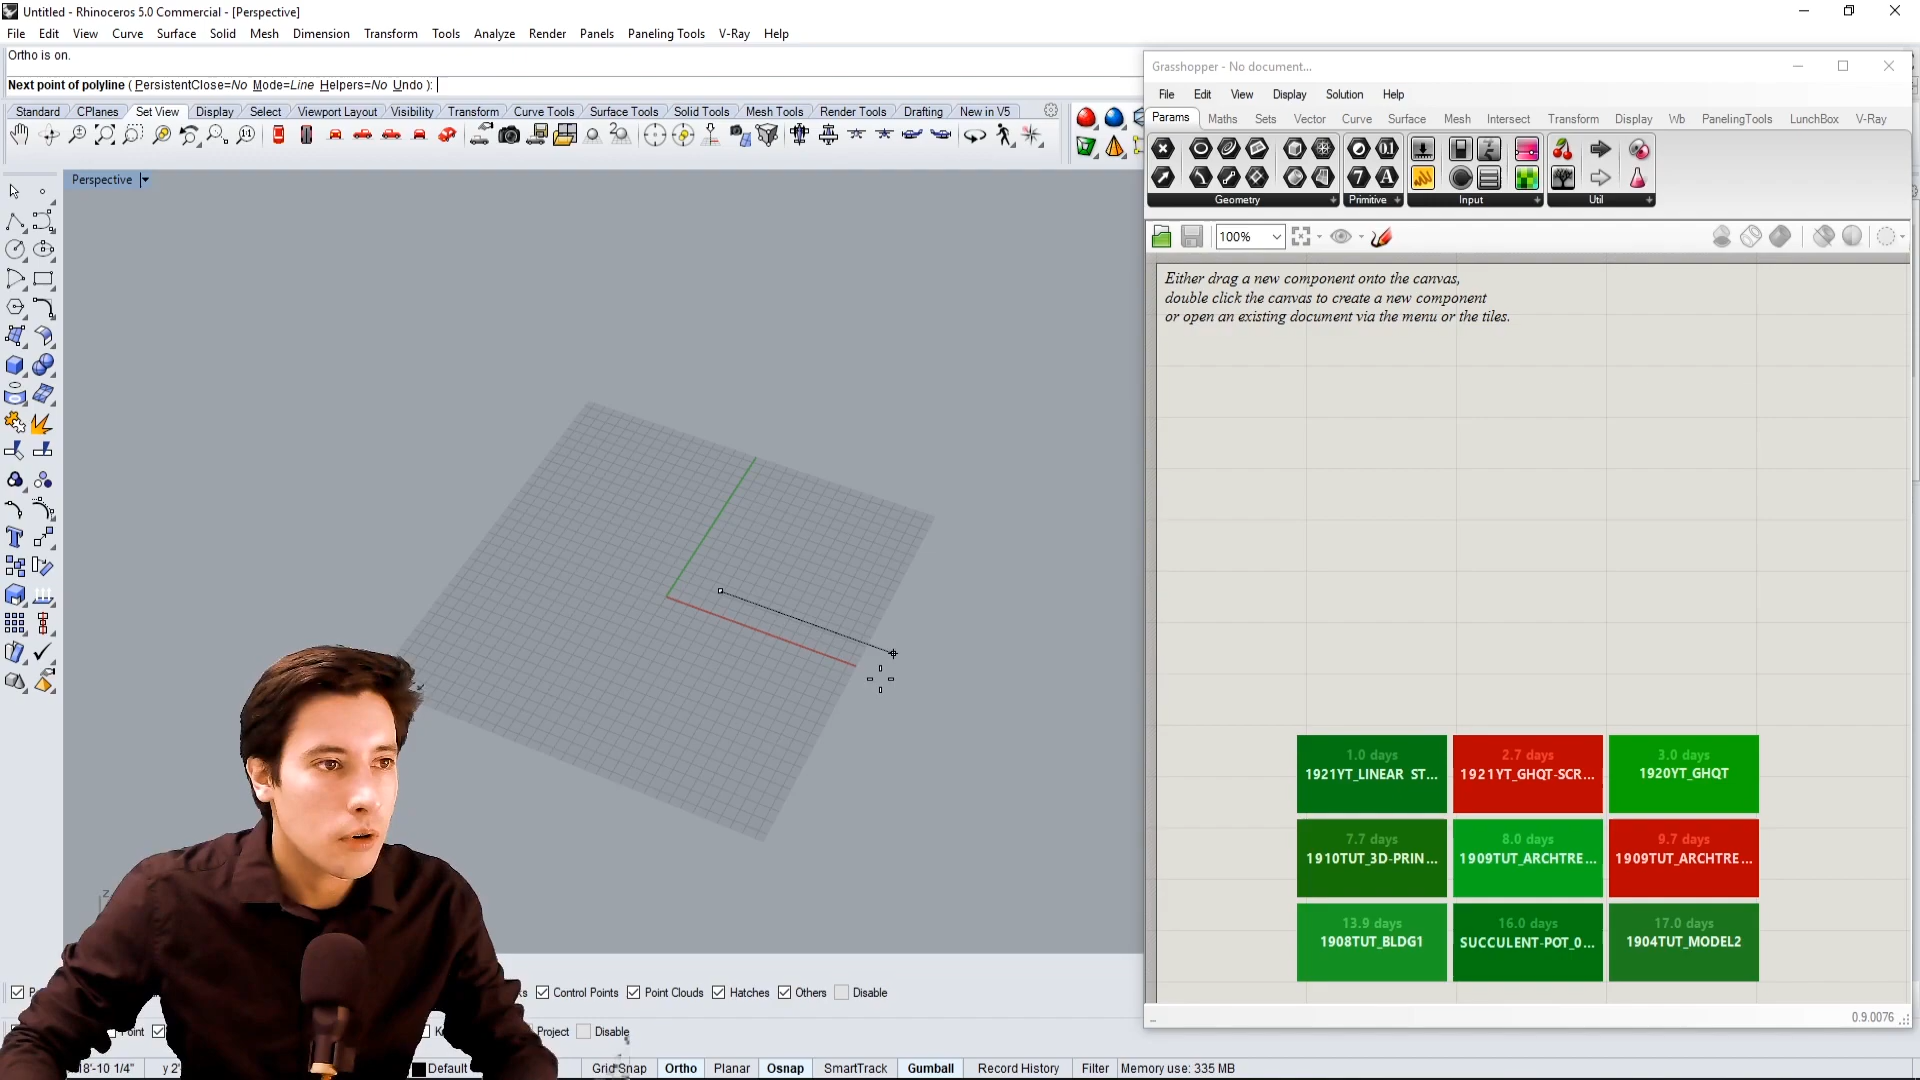 Untitled - Rhinoceros 5.0 Commercial - [Perspective]
File Edit View Curve Surface Solid Mesh Dimension Transform Tools Analyze Render Panels Paneling Tools V-Ray Help
Ortho is on.
Next point of polyline ( PersistentClose=No Mode=Line Helpers=No Undo ):
Standard CPlanes Set View Display Select Viewport Layout Visibility Transform Curve Tools Surface Tools Solid Tools Mesh Tools Render Tools Drafting New in V5
Perspective
Grasshopper - No document...
File Edit View Display Solution Help
Params Maths Sets Vector Curve Surface Mesh Intersect Transform Display Wb PanelingTools LunchBox V-Ray
Geometry Primitive Input Util
100%
Either drag a new component onto the canvas,
double click the canvas to create a new component
or open an existing document via the menu or the tiles.
1.0 days
1921YT_LINEAR ST...
2.7 days
1921YT_GHQT-SCR...
3.0 days
1920YT_GHQT
7.7 days
1910TUT_3D-PRIN...
8.0 days
1909TUT_ARCHTRE...
9.7 days
1909TUT_ARCHTRE...
13.9 days
1908TUT_BLDG1
16.0 days
SUCCULENT-POT_0...
17.0 days
1904TUT_MODEL2
0.9.0076
Control Points Point Clouds Hatches Others Disable
Project Disable
18'-10 1/4" y 2' Default Grid Snap Ortho Planar Osnap SmartTrack Gumball Record History Filter Memory use: 335 MB